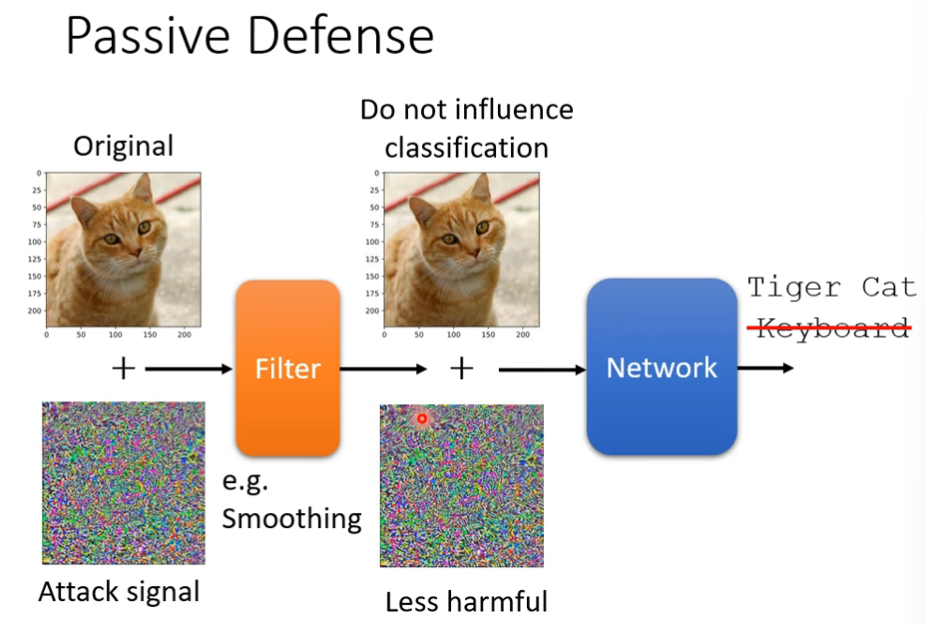 Passive Defense
Original
Do not influence
classification
0
25
50
75
100
125
150
175
200
0 50 100 150 200
0
25
50
75
100
125
150
175
200
0 50 100 150 200
+
Filter
+
Network
Tiger Cat
Keyboard
e.g.
Smoothing
Attack signal
Less harmful